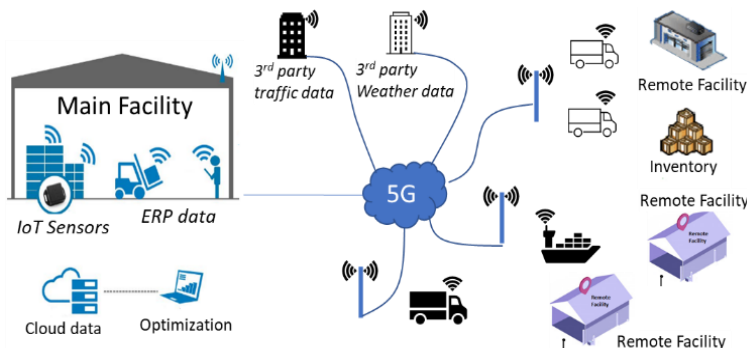 3rd party
traffic data
3rd party
Weather data
Remote Facility
Main Facility
Inventory
5G
Remote Facility
IoT Sensors
ERP data
Remote
Facility
Remote
Facility
Cloud data
Optimization
Remote Facility